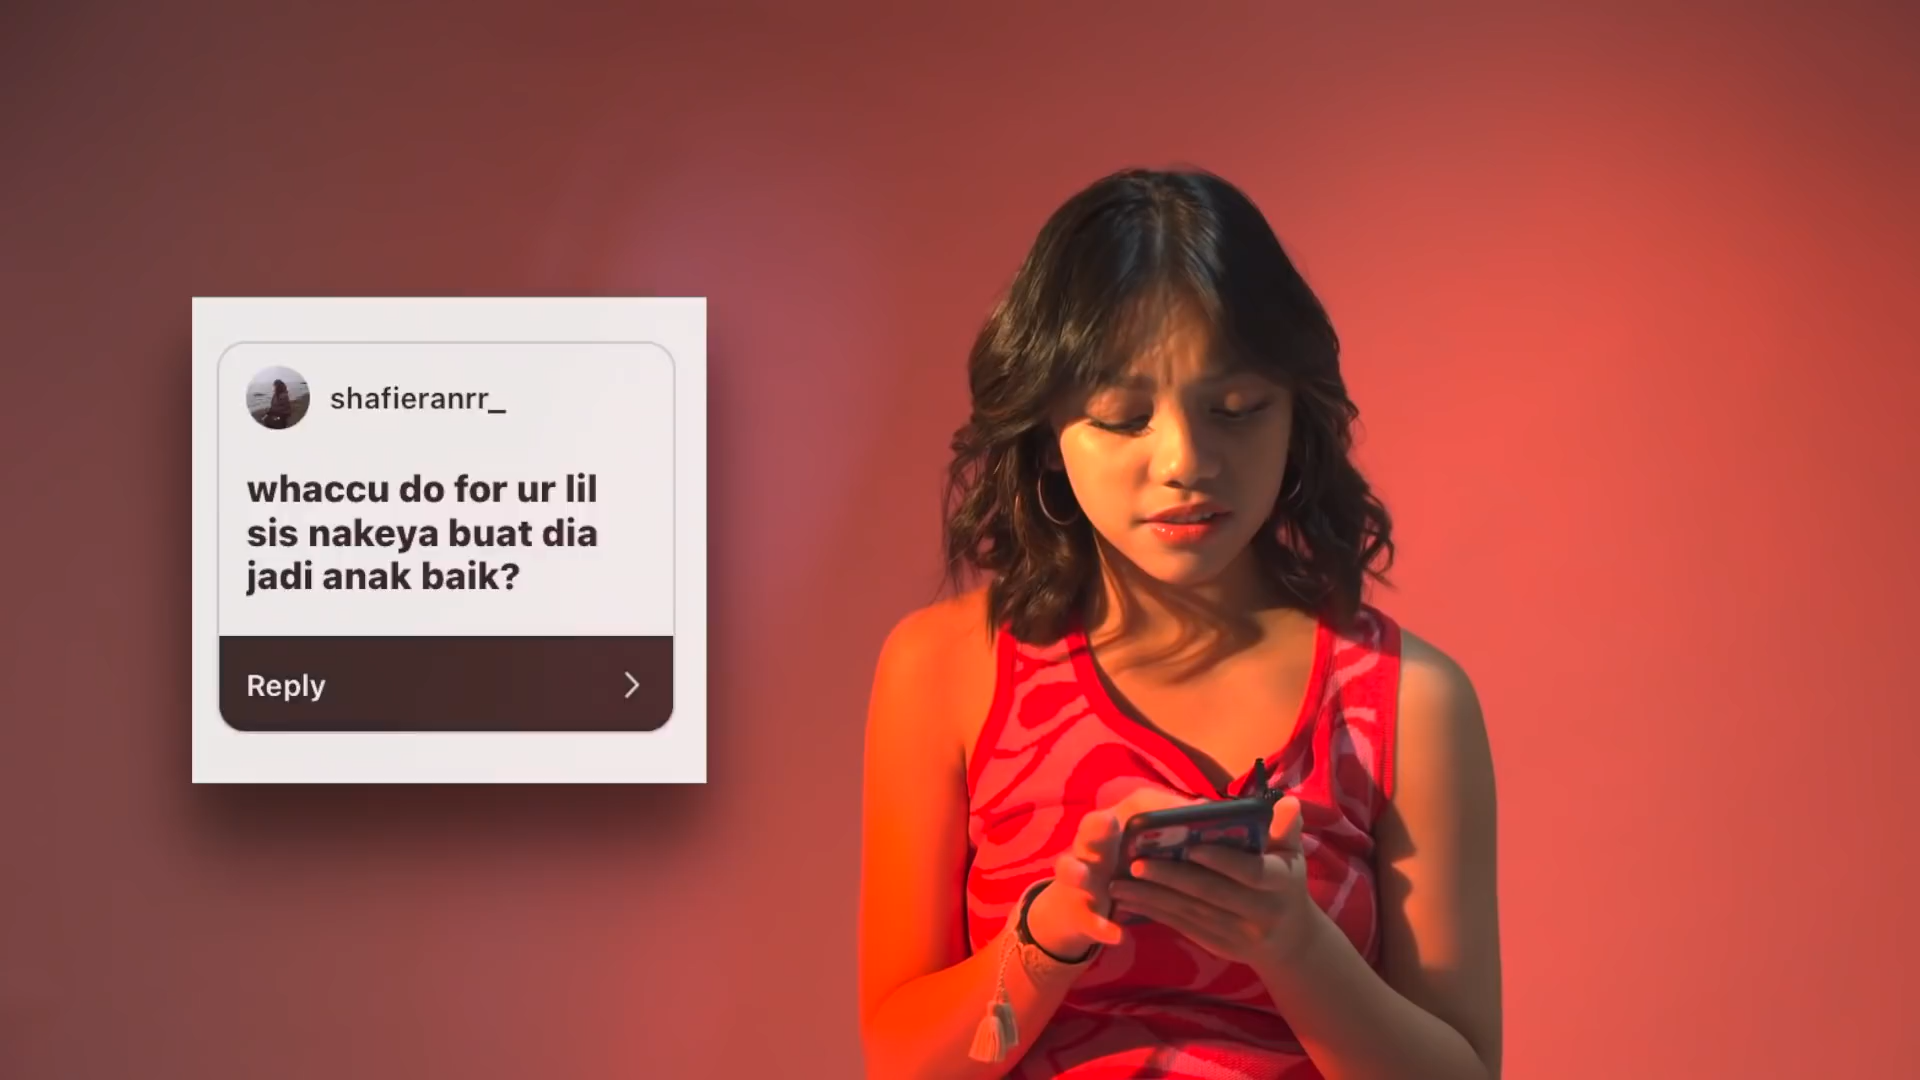 shafieranrr_
whaccu do for ur lil
sis nakeya buat dia
jadi anak baik?
Reply